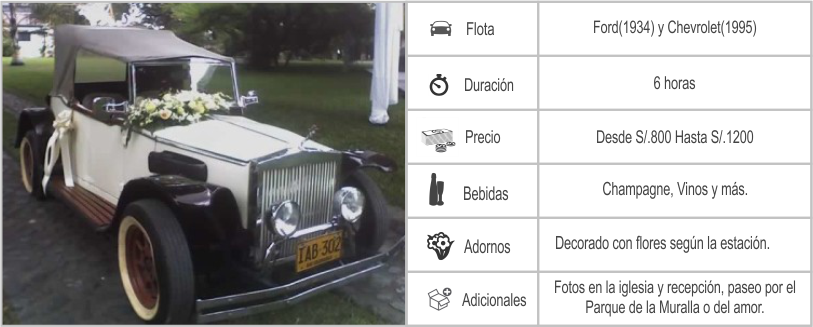 IAB 302
Flota
Ford(1934) y Chevrolet(1995)
Duración
6 horas
Precio
Desde S/.800 Hasta S/.1200
Bebidas
Champagne, Vinos y más.
Adornos
Decorado con flores según la estación.
Adicionales
Fotos en la iglesia y recepción, paseo por el
Parque de la Muralla o del amor.